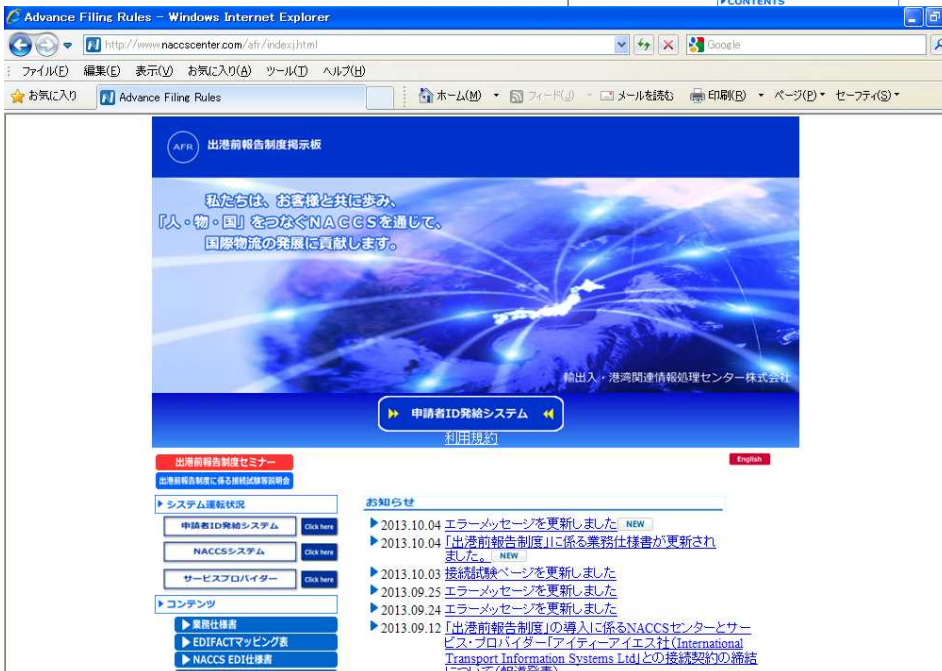 ▶CONTENTS
Advance Filing Rules - Windows Internet Explorer
http://www.naccscenter.com/afr/indexj.html
Google
ファイル(F) 編集(E) 表示(V) お気に入り(A) ツール(T) ヘルプ(H)
お気に入り Advance Filing Rules ホーム(M) フィード(J) メールを読む 印刷(R) ページ(P) セーフティ(S)
AFR 出港前報告制度掲示板
私たちは、お客様と共に歩み、
「人・物・国」をつなぐNACCSを通じて、
国際物流の発展に貢献します。
輸出入・港湾関連情報処理センター株式会社
申請者ID発給システム
利用規約
出港前報告制度セミナー
English
出港前報告制度に係る接続試験等説明会
システム運転状況
申請者ID発給システム Click here
NACCSシステム Click here
サービスプロバイダー Click here
コンテンツ
▶業務仕様書
▶EDIFACTマッピング表
▶NACCS EDI仕様書
お知らせ
2013.10.04 エラーメッセージを更新しました NEW
2013.10.04 「出港前報告制度」に係る業務仕様書が更新され
ました。 NEW
2013.10.03 接続試験ページを更新しました
2013.09.25 エラーメッセージを更新しました
2013.09.24 エラーメッセージを更新しました
2013.09.12 「出港前報告制度」の導入に係るNACCSセンターとサー
ビス・プロバイダー「アイティーアイエス社(International
Transport Information Systems Ltd)との接続契約の締結
について(報道発表)